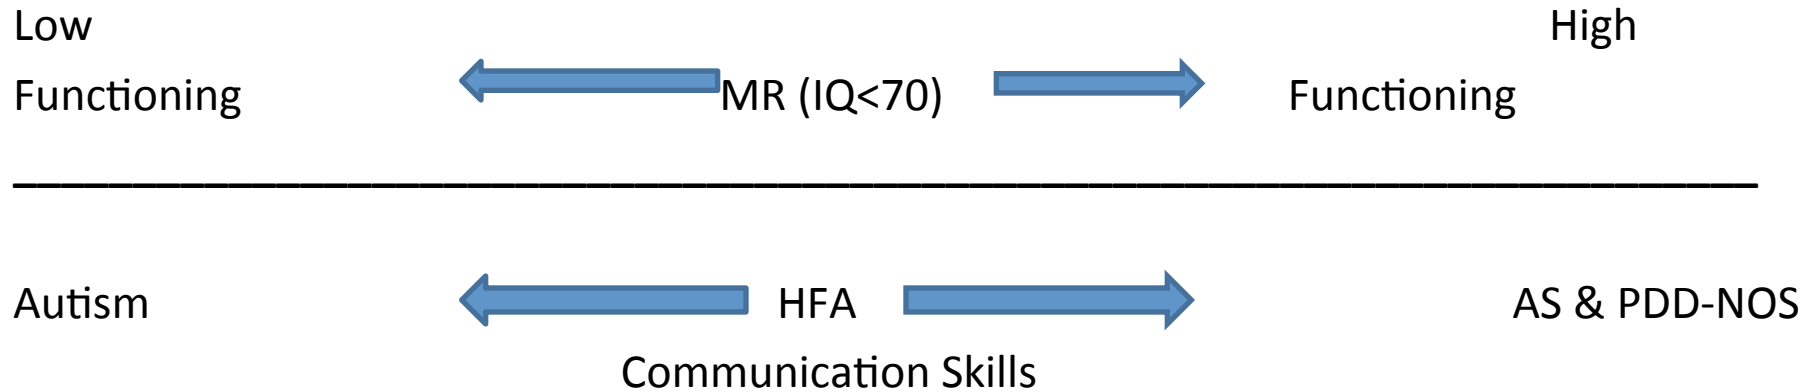 Low High
Functioning MR (IQ<70) Functioning
Autism HFA AS & PDD-NOS
Communication Skills